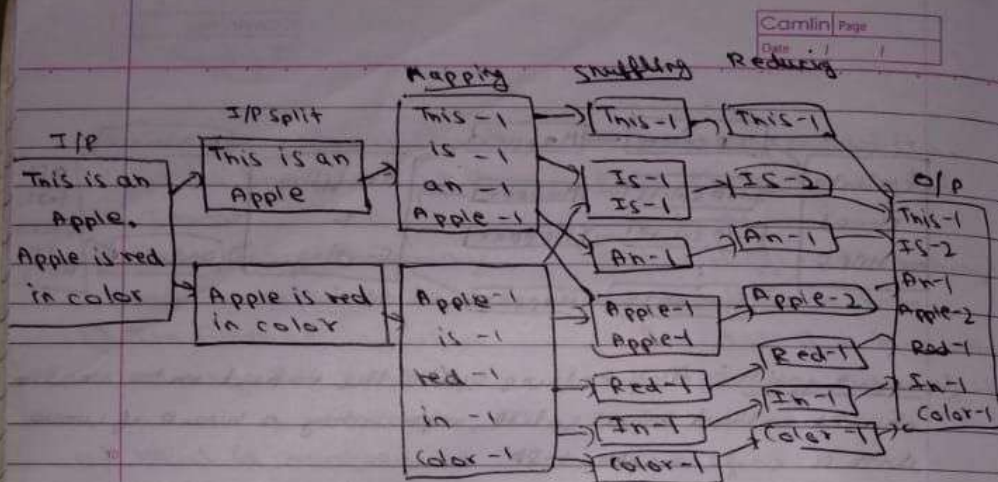 Camlin Page
Date / /
Mapping
Shuffling
Reducing
I/P
This is an
Apple.
Apple is red
in color
I/P Split
This is an
Apple
Apple is red
in color
This - 1
is - 1
an - 1
Apple - 1
Apple - 1
is - 1
red - 1
in - 1
Color - 1
This - 1
Is - 1
Is - 1
An - 1
Apple - 1
Apple - 1
Red - 1
In - 1
Color - 1
This - 1
Is - 2
An - 1
Apple - 2
Red - 1
In - 1
Color - 1
O/P
This - 1
Is - 2
An - 1
Apple - 2
Red - 1
In - 1
Color - 1